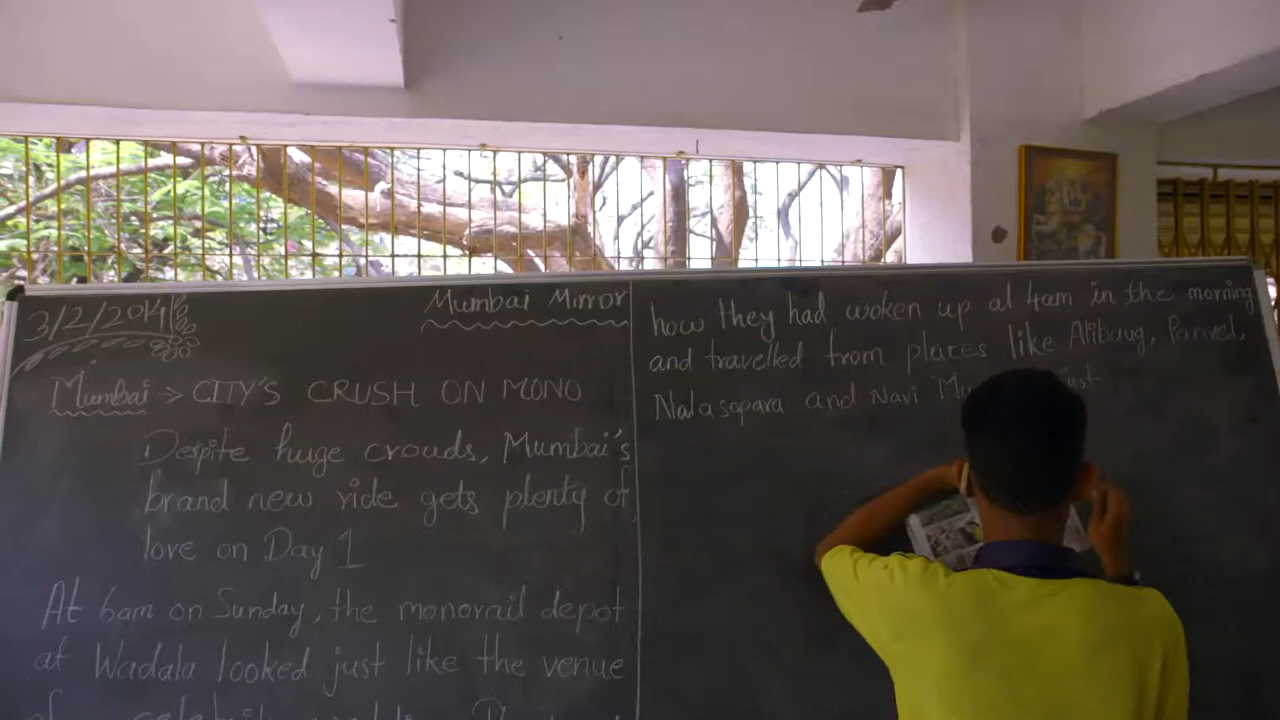 3/2/2014
Mumbai Mirror
Mumbai → CITY'S CRUSH ON MONO
Despite huge crouds, Mumbai's
brand new ride gets plenty of
love on Day 1
At 6am on Sunday, the monorail depot
at Wadala looked just like the venue
of a
how they had woken up at 4am in the morning
and travelled from places like Alibaug, Panvel,
Nalasopara and Navi just